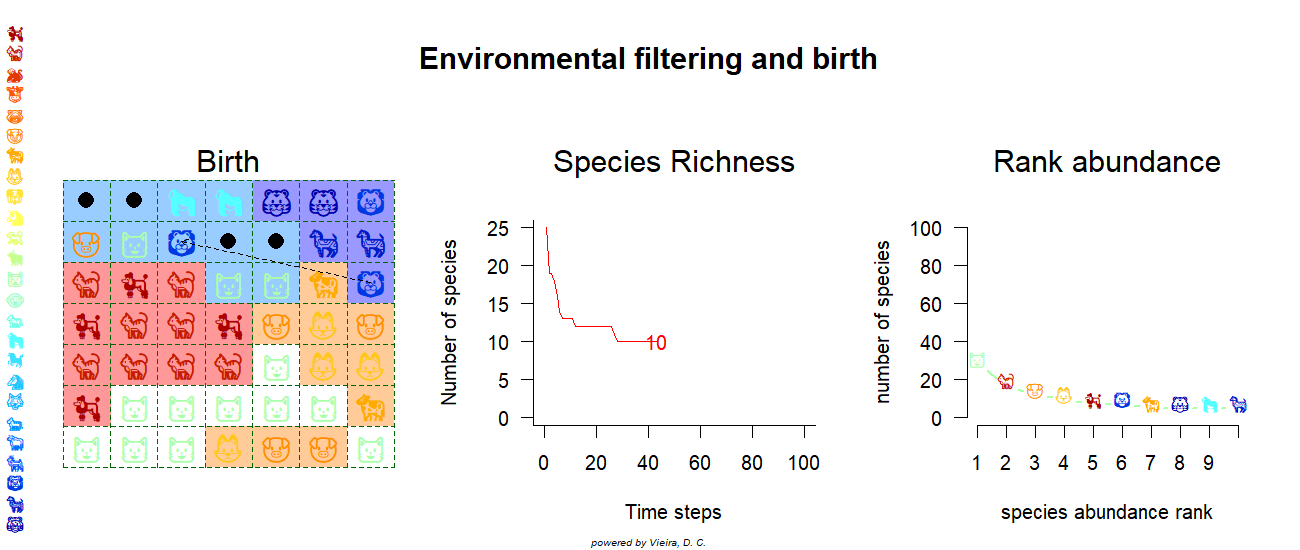 Environmental filtering and birth
Birth
Species Richness
Rank abundance
Number of species
25
20
15
10
5
0
10
0 20 40 60 80 100
Time steps
number of species
100
80
60
40
20
0
1 2 3 4 5 6 7 8 9
species abundance rank
powered by Vieira, D. C.